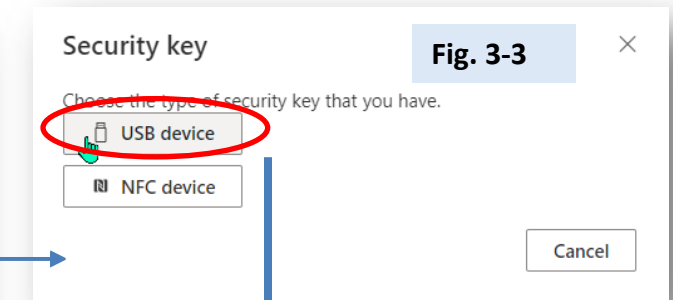 Security key
Fig. 3-3
Choose the type of security key that you have.
USB device
NFC device
Cancel